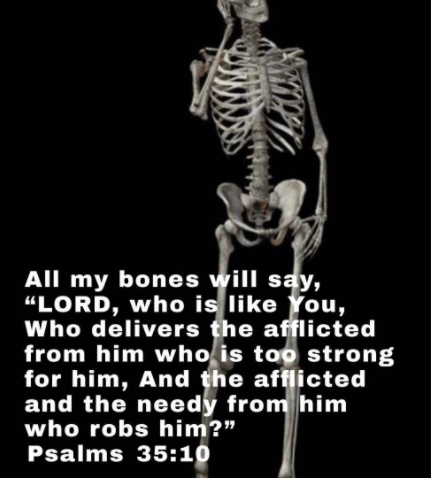 All my bones will say,
“LORD, who is like You,
Who delivers the afflicted
from him who is too strong
for him, And the afflicted
and the needy from him
who robs him?”
Psalms 35:10